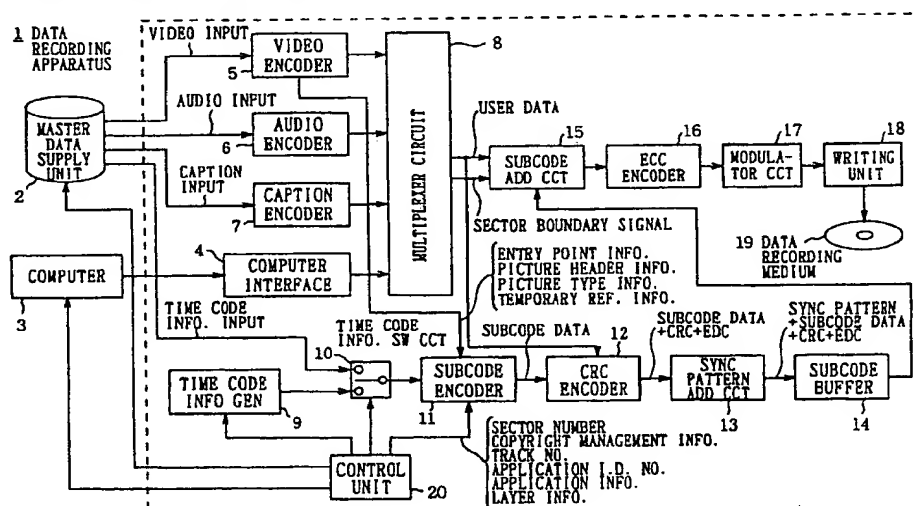 1 DATA
RECORDING
APPARATUS
VIDEO INPUT
VIDEO
ENCODER
5
8
MASTER
DATA
SUPPLY
UNIT
2
AUDIO INPUT
AUDIO
ENCODER
6
CAPTION
INPUT
CAPTION
ENCODER
7
MULTIPLEXER CIRCUIT
USER DATA
15
SUBCODE
ADD CCT
16
ECC
ENCODER
17
MODULA-
TOR CCT
18
WRITING
UNIT
SECTOR BOUNDARY SIGNAL
19 DATA
RECORDING
MEDIUM
COMPUTER
3
4
COMPUTER
INTERFACE
ENTRY POINT INFO.
PICTURE HEADER INFO.
PICTURE TYPE INFO.
TEMPORARY REF. INFO.
TIME CODE
INFO. INPUT
TIME CODE
INFO. SW CCT
10
TIME CODE
INFO GEN
9
SUBCODE
ENCODER
11
SUBCODE DATA
12
CRC
ENCODER
SUBCODE DATA
+CRC+EDC
SYNC
PATTERN
ADD CCT
13
SYNC PATTERN
+SUBCODE DATA
+CRC+EDC
SUBCODE
BUFFER
14
CONTROL
UNIT
20
SECTOR NUMBER
COPYRIGHT MANAGEMENT INFO.
TRACK NO.
APPLICATION I.D. NO.
APPLICATION INFO.
LAYER INFO.